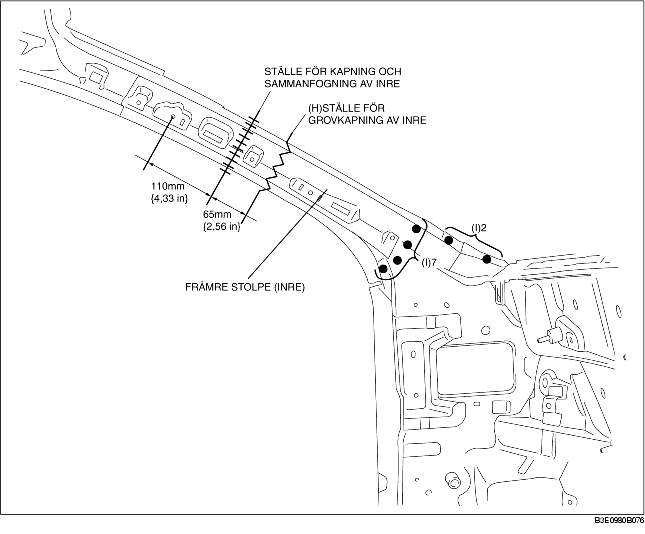 STÄLLE FÖR KAPNING OCH
SAMMANFOGNING AV INRE
(H)STÄLLE FÖR
GROVKAPNING AV INRE
110mm
{4,33 in}
65mm
{2,56 in}
(I)2
(I)7
FRÄMRE STOLPE (INRE)
B3E0980B076